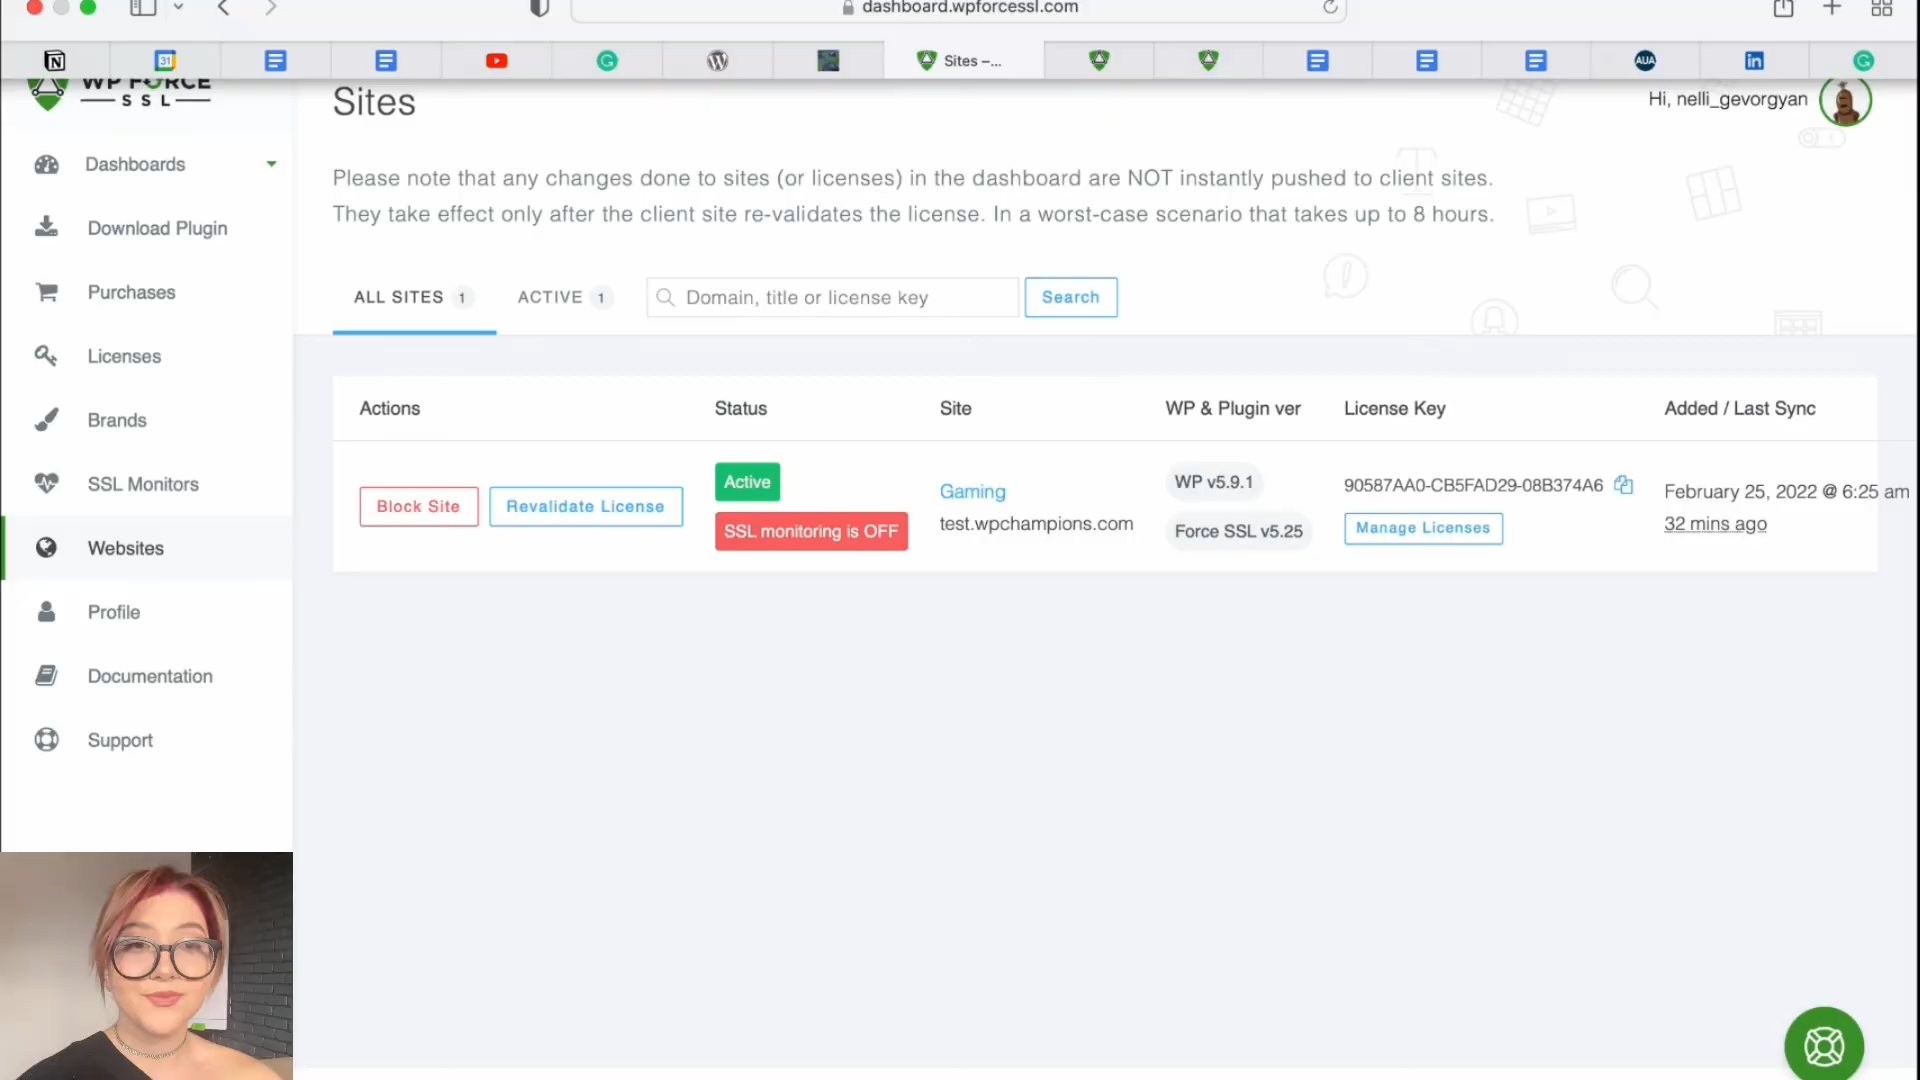 dashboard.wpforcessl.com
31
Sites –...
AUA
in
WP FORCE
SSL
Sites
Hi, nelli_gevorgyan
Dashboards
Download Plugin
Purchases
Licenses
Brands
SSL Monitors
Websites
Profile
Documentation
Support
Please note that any changes done to sites (or licenses) in the dashboard are NOT instantly pushed to client sites.
They take effect only after the client site re-validates the license. In a worst-case scenario that takes up to 8 hours.
ALL SITES 1
ACTIVE 1
Domain, title or license key
Search
Actions Status Site WP & Plugin ver License Key Added / Last Sync
Block Site
Revalidate License
Active
SSL monitoring is OFF
Gaming
test.wpchampions.com
WP v5.9.1
Force SSL v5.25
90587AA0-CB5FAD29-08B374A6
Manage Licenses
February 25, 2022 @ 6:25 am
32 mins ago